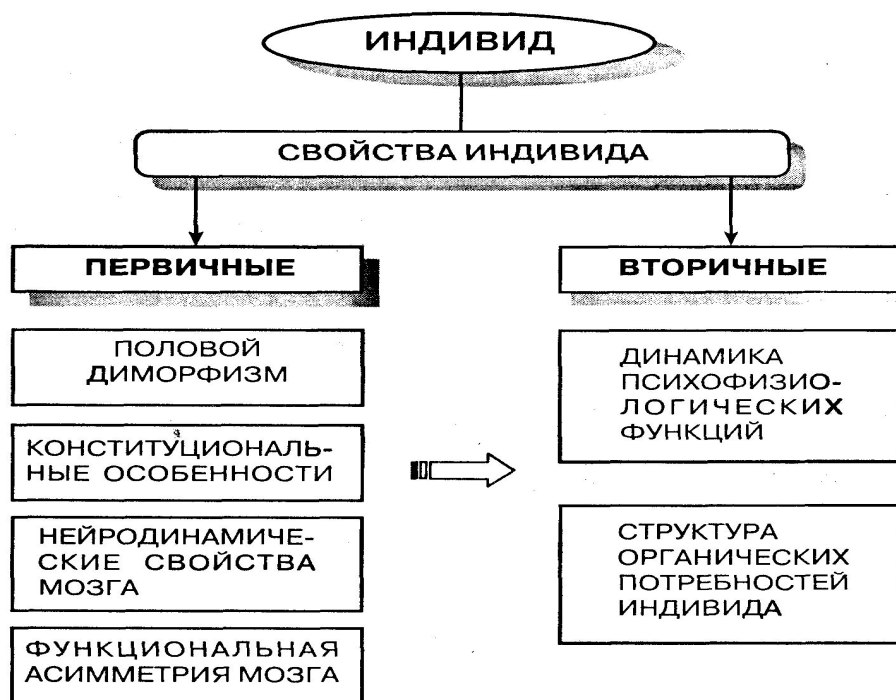 ИНДИВИД
СВОЙСТВА ИНДИВИДА
ПЕРВИЧНЫЕ
ПОЛОВОЙ
ДИМОРФИЗМ
КОНСТИТУЦИОНАЛЬ-
НЫЕ ОСОБЕННОСТИ
НЕЙРОДИНАМИЧЕ-
СКИЕ СВОЙСТВА
МОЗГА
ФУНКЦИОНАЛЬНАЯ
АСИММЕТРИЯ МОЗГА
ВТОРИЧНЫЕ
ДИНАМИКА
ПСИХОФИЗИО-
ЛОГИЧЕСКИХ
ФУНКЦИЙ
СТРУКТУРА
ОРГАНИЧЕСКИХ
ПОТРЕБНОСТЕЙ
ИНДИВИДА